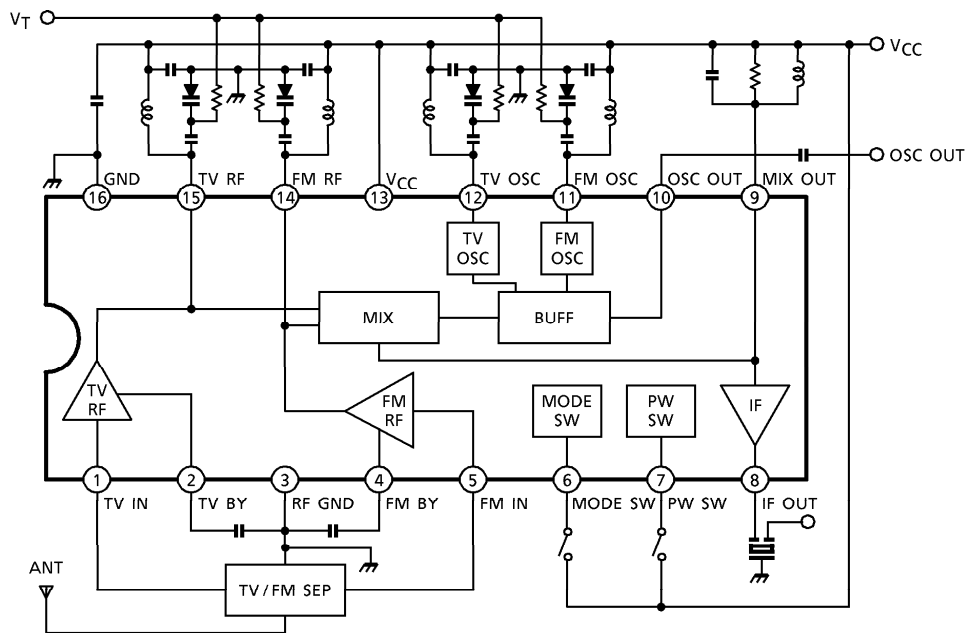 VT
VCC
OSC OUT
GND
TV RF
FM RF
VCC
TV OSC
FM OSC
OSC OUT
MIX OUT
16
15
14
13
12
11
10
9
TV
OSC
FM
OSC
MIX
BUFF
TV
RF
FM
RF
MODE
SW
PW
SW
IF
1
2
3
4
5
6
7
8
TV IN
TV BY
RF GND
FM BY
FM IN
MODE SW
PW SW
IF OUT
ANT
TV / FM SEP